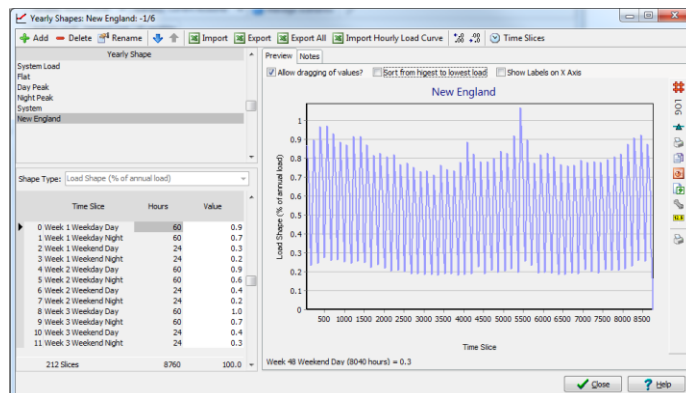 Yearly Shapes: New England: -1/6
Add Delete Rename Import Export Export All Import Hourly Load Curve Time Slices
Yearly Shape
System Load
Flat
Day Peak
Night Peak
System
New England
Shape Type: Load Shape (% of annual load)
Time Slice Hours Value
0 Week 1 Weekday Day 60 0.9
1 Week 1 Weekday Night 60 0.7
2 Week 1 Weekend Day 24 0.3
3 Week 1 Weekend Night 24 0.2
4 Week 2 Weekday Day 60 0.9
5 Week 2 Weekday Night 60 0.6
6 Week 2 Weekend Day 24 0.4
7 Week 2 Weekend Night 24 0.2
8 Week 3 Weekday Day 60 1.0
9 Week 3 Weekday Night 60 0.7
10 Week 3 Weekend Day 24 0.4
11 Week 3 Weekend Night 24 0.3
212 Slices 8760 100.0
Preview Notes
Allow dragging of values? Sort from higest to lowest load Show Labels on X Axis
New England
Load Shape (% of annual load)
1
0.9
0.8
0.7
0.6
0.5
0.4
0.3
0.2
0.1
0
500 1000 1500 2000 2500 3000 3500 4000 4500 5000 5500 6000 6500 7000 7500 8000 8500
Time Slice
Week 48 Weekend Day (8040 hours) = 0.3
LOG
Close Help